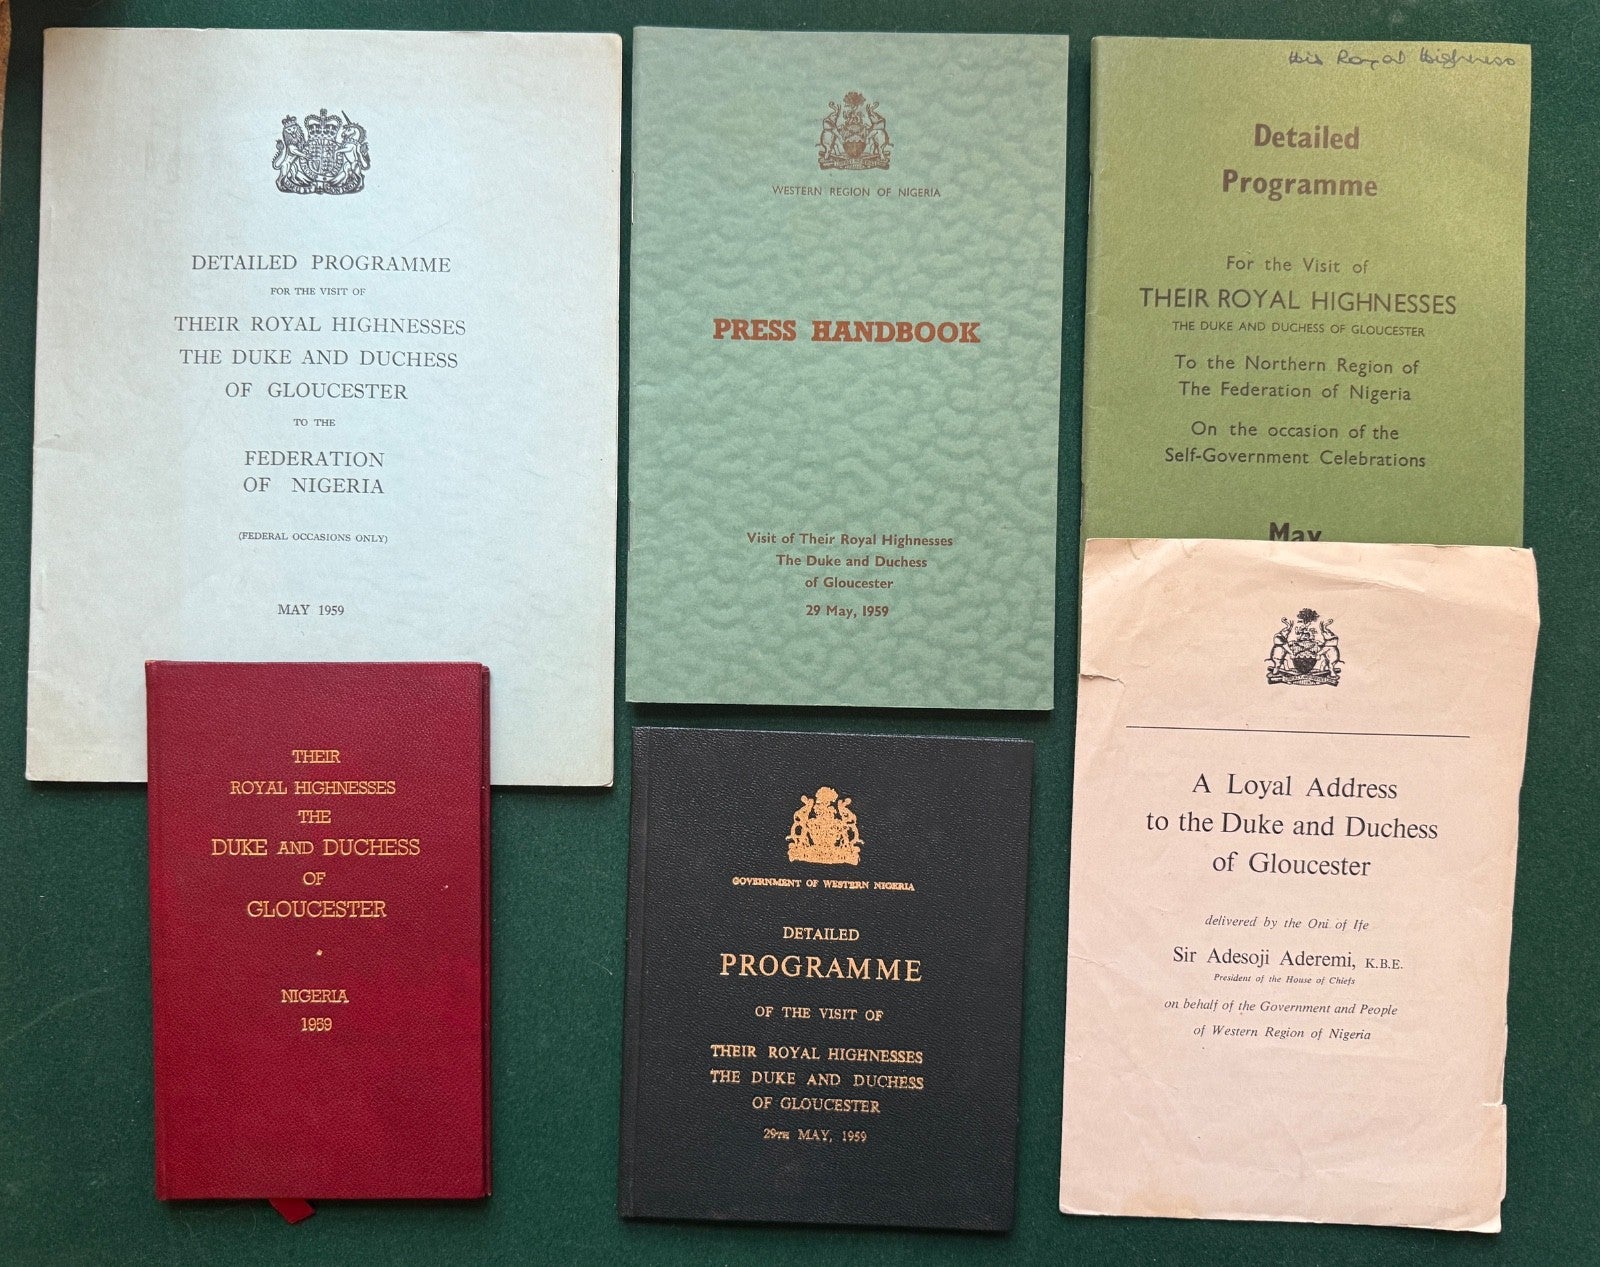 DETAILED PROGRAMME
FOR THE VISIT OF
THEIR ROYAL HIGHNESSES
THE DUKE AND DUCHESS
OF GLOUCESTER
TO THE
FEDERATION
OF NIGERIA
(FEDERAL OCCASIONS ONLY)
MAY 1959
WESTERN REGION OF NIGERIA
PRESS HANDBOOK
Visit of Their Royal Highnesses
The Duke and Duchess
of Gloucester
29 May, 1959
His Royal Highness
Detailed
Programme
For the Visit of
THEIR ROYAL HIGHNESSES
THE DUKE AND DUCHESS OF GLOUCESTER
To the Northern Region of
The Federation of Nigeria
On the occasion of the
Self-Government Celebrations
May
THEIR
ROYAL HIGHNESSES
THE
DUKE AND DUCHESS
OF
GLOUCESTER
NIGERIA
1959
GOVERNMENT OF WESTERN NIGERIA
DETAILED
PROGRAMME
OF THE VISIT OF
THEIR ROYAL HIGHNESSES
THE DUKE AND DUCHESS
OF GLOUCESTER
29TH MAY, 1959
A Loyal Address
to the Duke and Duchess
of Gloucester
delivered by the Oni of Ife
Sir Adesoji Aderemi, K.B.E.
President of the House of Chiefs
on behalf of the Government and People
of Western Region of Nigeria